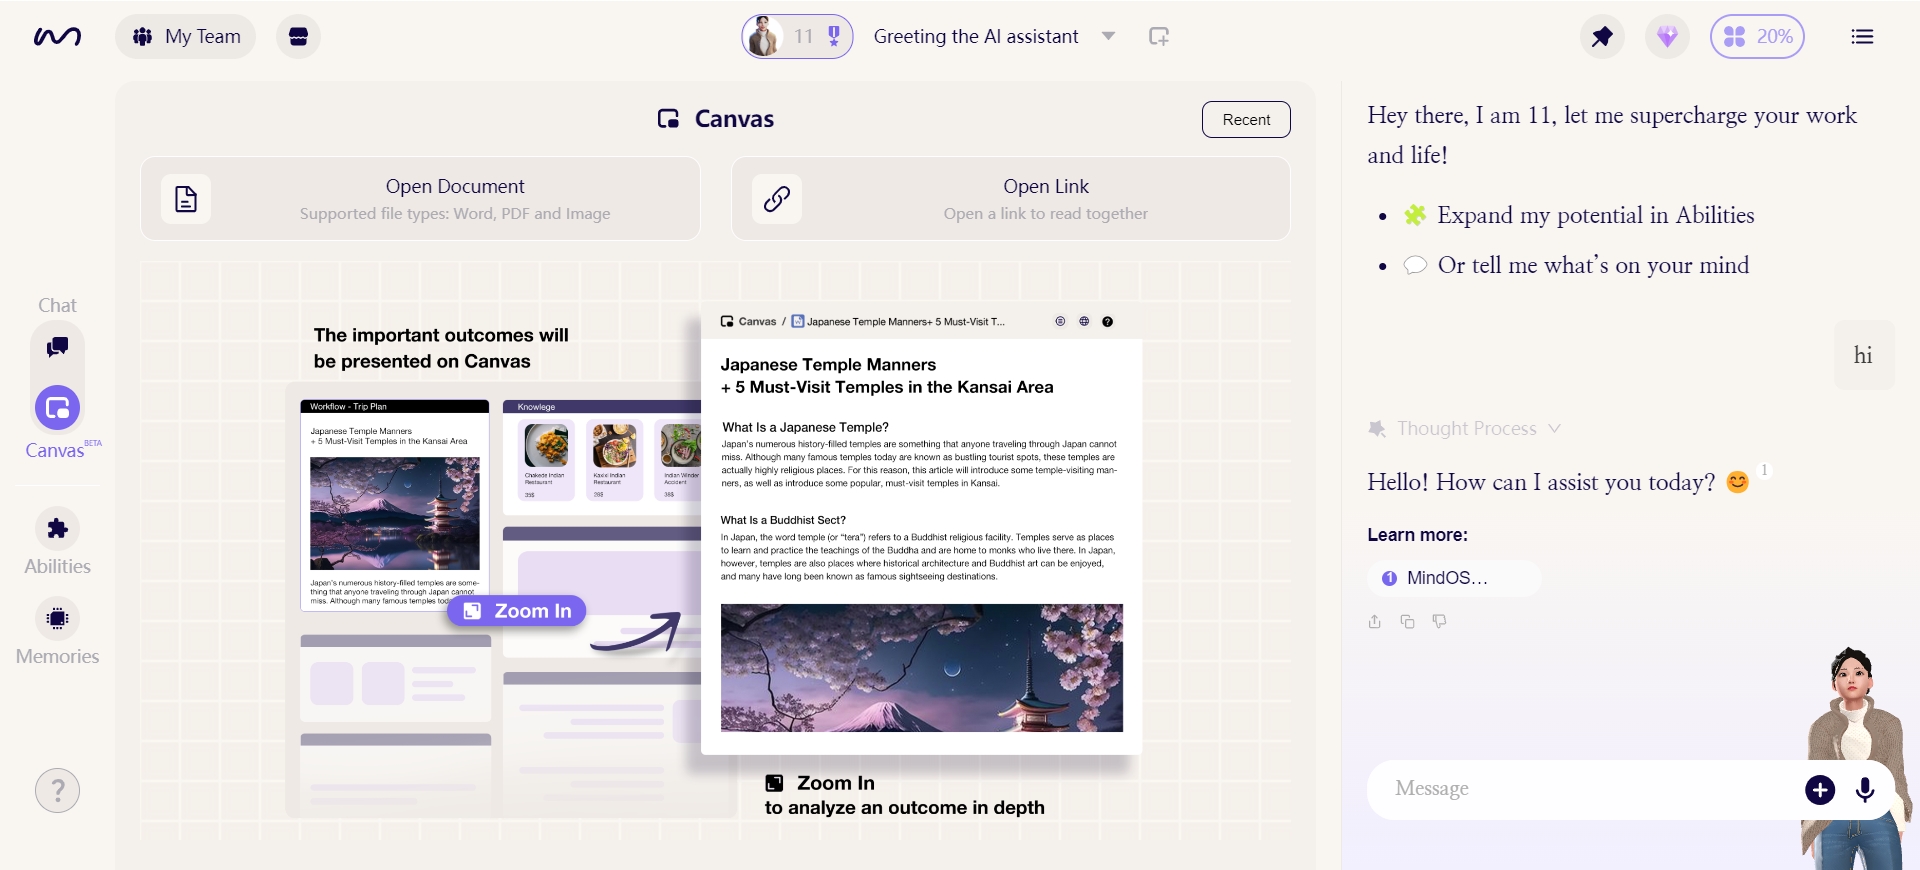 My Team
11
Greeting the AI assistant
20%
Canvas
Recent
Open Document
Supported file types: Word, PDF and Image
Open Link
Open a link to read together
Chat
Canvas BETA
Abilities
Memories
?
The important outcomes will
be presented on Canvas
Workflow - Trip Plan
Japanese Temple Manners
+ 5 Must-Visit Temples in the Kansai Area
Japan's numerous history-filled temples are some-
thing that anyone traveling through Japan cannot
miss. Although many famous temples
Knowlege
Chakede Indian
Restaurant
35$
Kaxixi Indian
Restaurant
28$
Indian Winder
Accident
38$
Zoom In
Canvas / Japanese Temple Manners+ 5 Must-Visit T...
Japanese Temple Manners
+ 5 Must-Visit Temples in the Kansai Area
What Is a Japanese Temple?
Japan's numerous history-filled temples are something that anyone traveling through Japan cannot
miss. Although many famous temples today are known as bustling tourist spots, these temples are
actually highly religious places. For this reason, this article will introduce some temple-visiting man-
ners, as well as introduce some popular, must-visit temples in Kansai.
What Is a Buddhist Sect?
In Japan, the word temple (or “tera”) refers to a Buddhist religious facility. Temples serve as places
to learn and practice the teachings of the Buddha and are home to monks who live there. In Japan,
however, temples are also places where historical architecture and Buddhist art can be enjoyed,
and many have long been known as famous sightseeing destinations.
Zoom In
to analyze an outcome in depth
Hey there, I am 11, let me supercharge your work
and life!
• 🧩 Expand my potential in Abilities
• 💬 Or tell me what’s on your mind
hi
Thought Process
Hello! How can I assist you today? 😊 1
Learn more:
1 MindOS...
Message